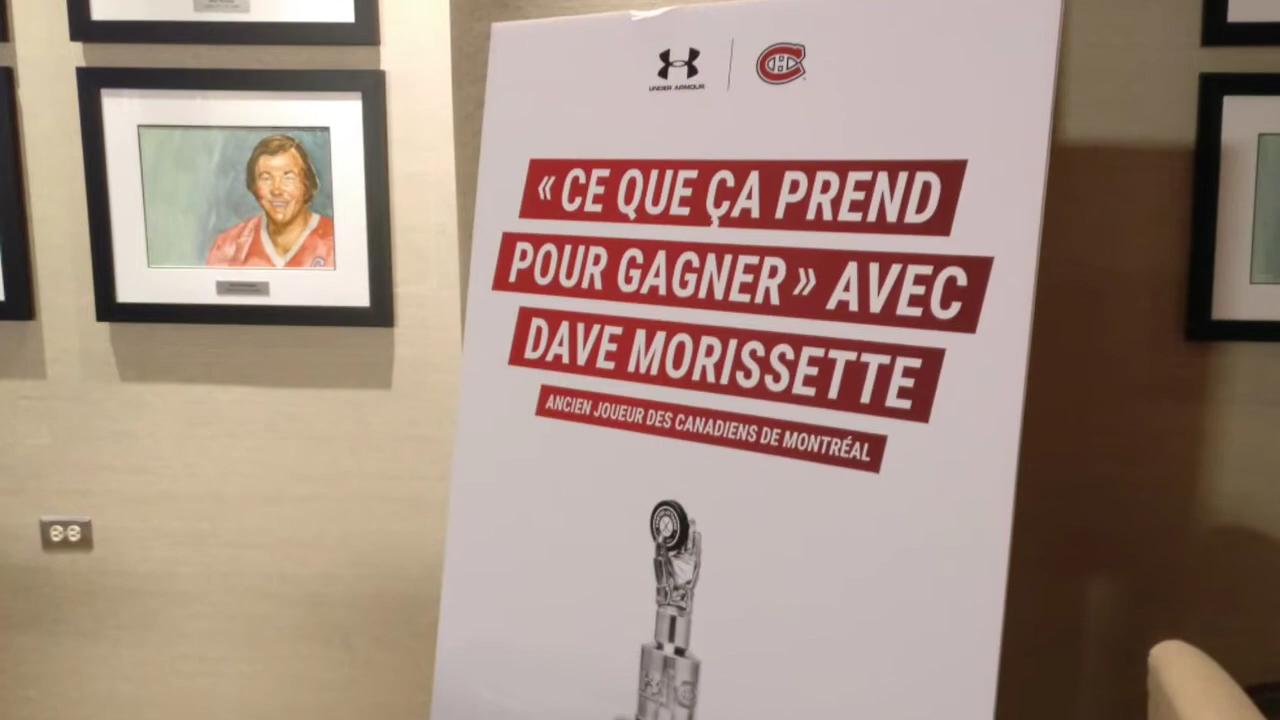 UNDER ARMOUR
« CE QUE ÇA PREND
POUR GAGNER » AVEC
DAVE MORISSETTE
ANCIEN JOUEUR DES CANADIENS DE MONTRÉAL